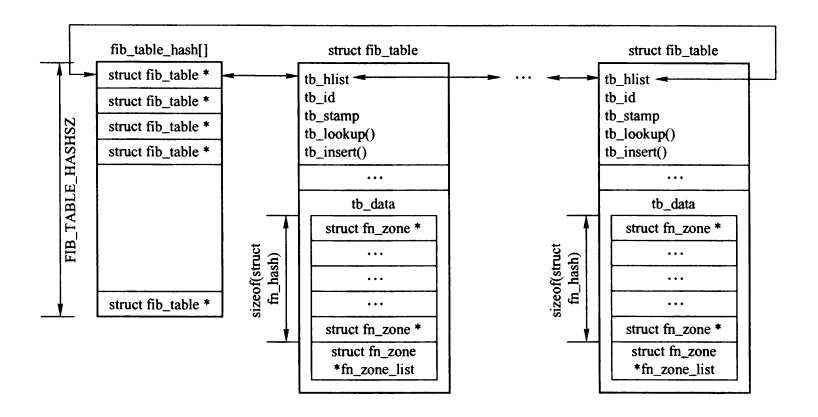 fib_table_hash[]
struct fib_table *
struct fib_table *
struct fib_table *
struct fib_table *
struct fib_table *
FIB_TABLE_HASHSZ
struct fib_table
tb_hlist
tb_id
tb_stamp
tb_lookup()
tb_insert()
...
tb_data
struct fn_zone *
...
...
...
struct fn_zone *
struct fn_zone
*fn_zone_list
sizeof(struct
fn_hash)
...
struct fib_table
tb_hlist
tb_id
tb_stamp
tb_lookup()
tb_insert()
...
tb_data
struct fn_zone *
...
...
...
struct fn_zone *
struct fn_zone
*fn_zone_list
sizeof(struct
fn_hash)